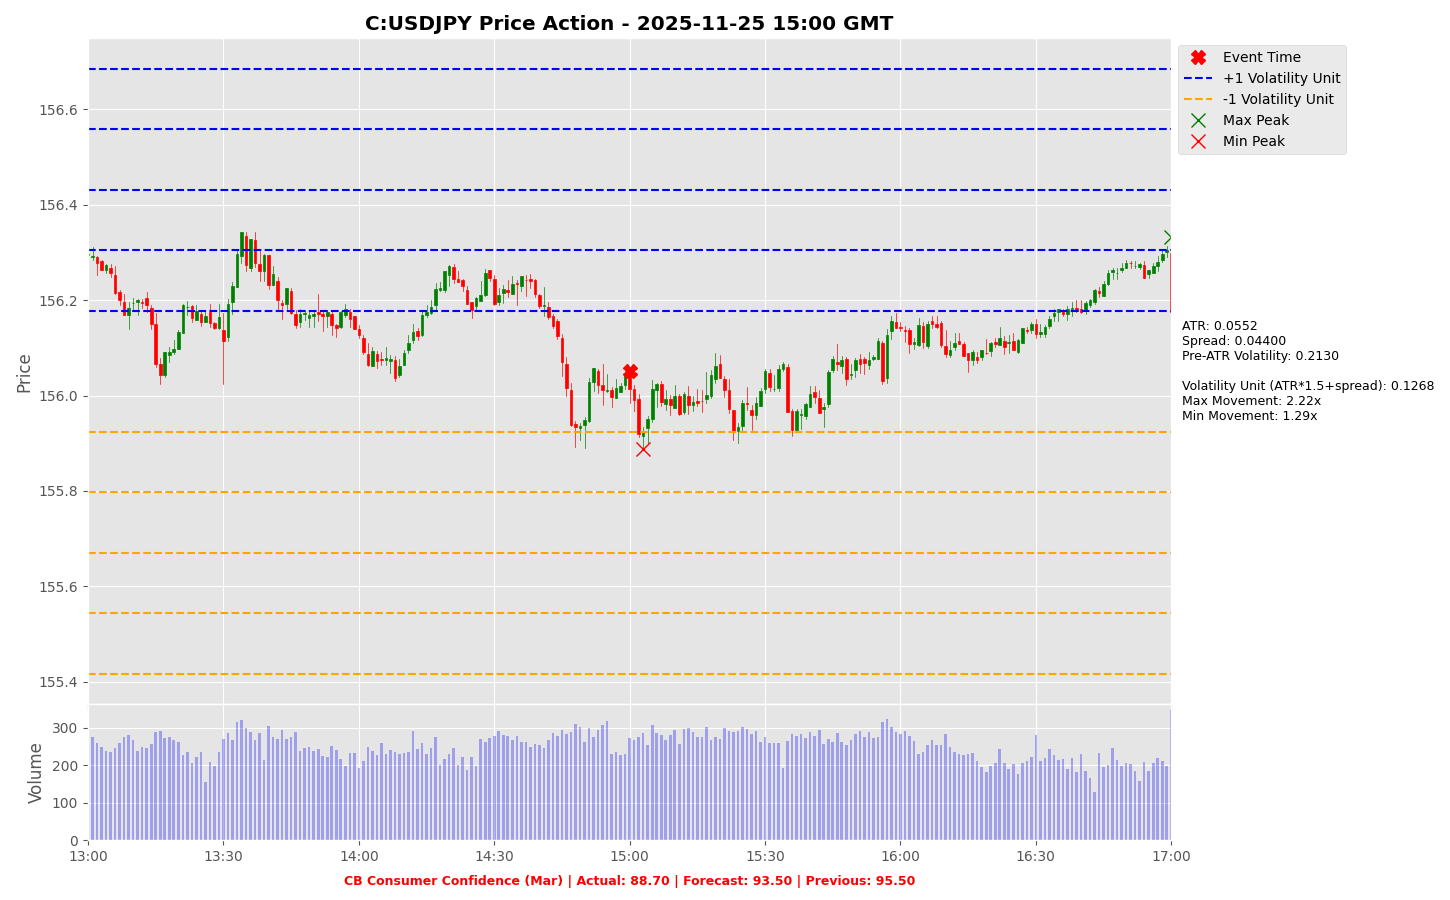 C:USDJPY Price Action - 2025-11-25 15:00 GMT
Event Time
+1 Volatility Unit
-1 Volatility Unit
Max Peak
Min Peak
Price
156.6
156.4
156.2
156.0
155.8
155.6
155.4
ATR: 0.0552
Spread: 0.04400
Pre-ATR Volatility: 0.2130
Volatility Unit (ATR*1.5+spread): 0.1268
Max Movement: 2.22x
Min Movement: 1.29x
Volume
300
200
100
0
13:00 13:30 14:00 14:30 15:00 15:30 16:00 16:30 17:00
CB Consumer Confidence (Mar) | Actual: 88.70 | Forecast: 93.50 | Previous: 95.50